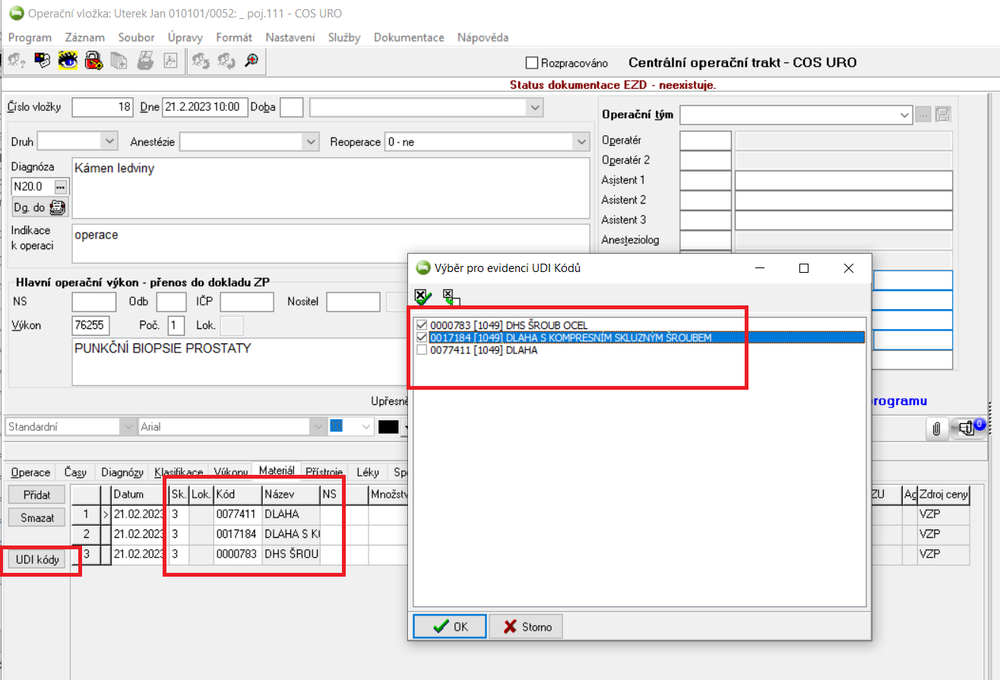 Operační vložka: Uterek Jan 010101/0052: _ poj.111 - COS URO
Program Záznam Soubor Úpravy Formát Nastavení Služby Dokumentace Nápověda
Rozpracováno Centrální operační trakt - COS URO
Status dokumentace EZD - neexistuje.
Číslo vložky 18 Dne 21.2.2023 10:00 Doba
Operační tým
Druh Anestézie Reoperace 0 - ne
Operatér
Operatér 2
Asistent 1
Asistent 2
Asistent 3
Anesteziolog
Diagnóza Kámen ledviny
N20.0 ...
Dg. do
Indikace
k operaci
operace
Hlavní operační výkon - přenos do dokladu ZP
NS Odb IČP Nositel
Výkon 76255 Poč. 1 Lok.
PUNKČNÍ BIOPSIE PROSTATY
Upřesně
rogramu
Výběr pro evidenci UDI Kódů
0000783 [1049] DHS ŠROUB OCEL
0017184 [1049] DLAHA S KOMPRESNÍM SKLUZNÝM ŠROUBEM
0077411 [1049] DLAHA
OK Storno
Standardní Arial
0
Operace Časy Diagnózy Klasifikace Výkony Materiál Přístroje Léky Sp
Přidat
Smazat
UDI kódy
Datum Sk. Lok. Kód Název NS Množstv ZU Ag Zdroj ceny
1 21.02.2023 3 0077411 DLAHA VZP
2 21.02.2023 3 0017184 DLAHA S KO VZP
3 21.02.2023 3 0000783 DHS ŠROU VZP